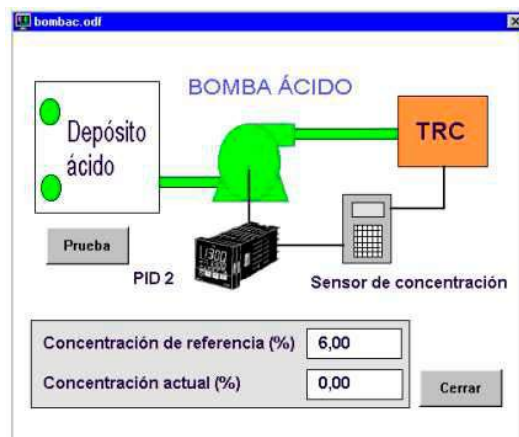 bombac.odf
BOMBA ÁCIDO
Depósito
ácido
TRC
Prueba
PID 2
Sensor de concentración
Concentración de referencia (%) 6,00
Concentración actual (%) 0,00
Cerrar